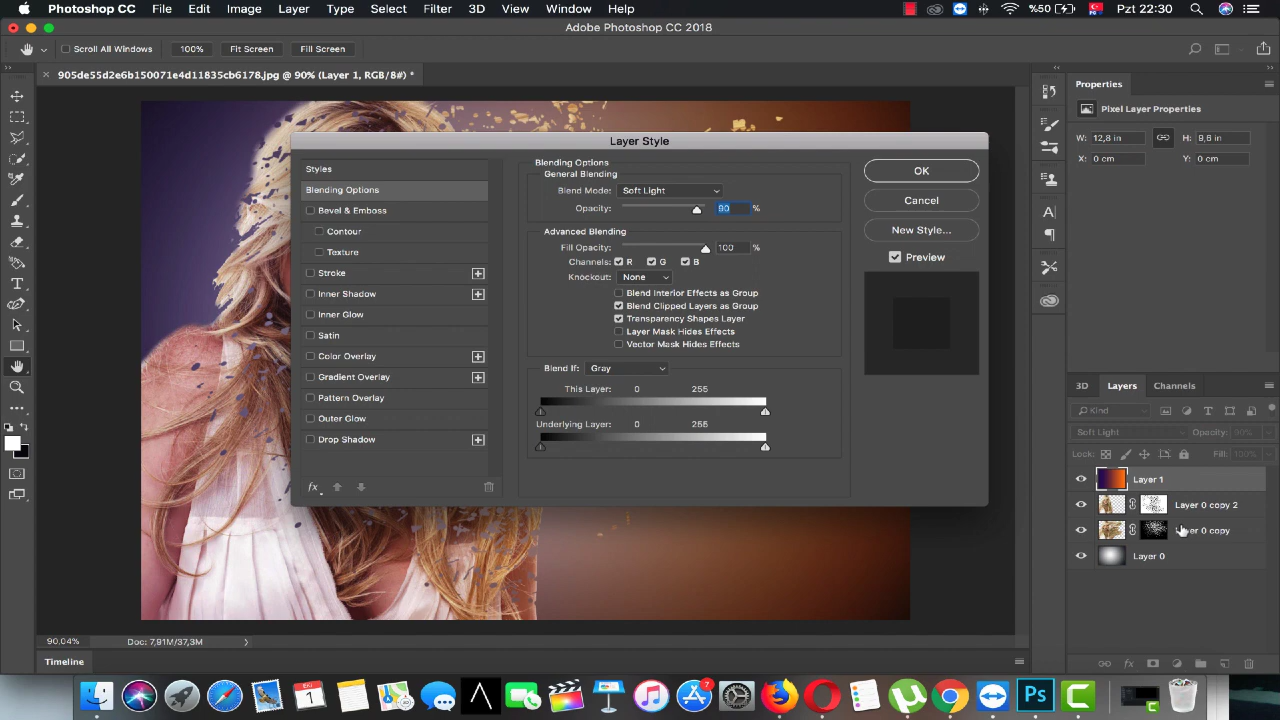 Photoshop CC File Edit Image Layer Type Select Filter 3D View Window Help %50 Pzt 22:30
Adobe Photoshop CC 2018
Scroll All Windows 100% Fit Screen Fill Screen
905de55d2e6b150071e4d11835cb6178.jpg @ 90% (Layer 1, RGB/8#) *
Layer Style
Styles
Blending Options
Bevel & Emboss
Contour
Texture
Stroke
Inner Shadow
Inner Glow
Satin
Color Overlay
Gradient Overlay
Pattern Overlay
Outer Glow
Drop Shadow
fx
Blending Options
General Blending
Blend Mode: Soft Light
Opacity: 90 %
Advanced Blending
Fill Opacity: 100 %
Channels: R G B
Knockout: None
Blend Interior Effects as Group
Blend Clipped Layers as Group
Transparency Shapes Layer
Layer Mask Hides Effects
Vector Mask Hides Effects
Blend If: Gray
This Layer: 0 255
Underlying Layer: 0 255
OK
Cancel
New Style...
Preview
Properties
Pixel Layer Properties
W: 12,8 in H: 9,6 in
X: 0 cm Y: 0 cm
3D Layers Channels
Kind
Soft Light Opacity: 90%
Lock: Fill: 100%
Layer 1
Layer 0 copy 2
Layer 0 copy
Layer 0
fx
90,04% Doc: 7,91M/37,3M
Timeline
7
1
Ps